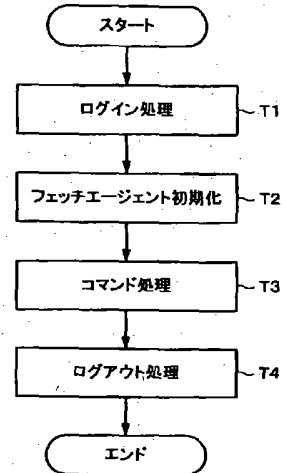 スタート
ログイン処理 T1
フェッチエージェント初期化 T2
コマンド処理 T3
ログアウト処理 T4
エンド